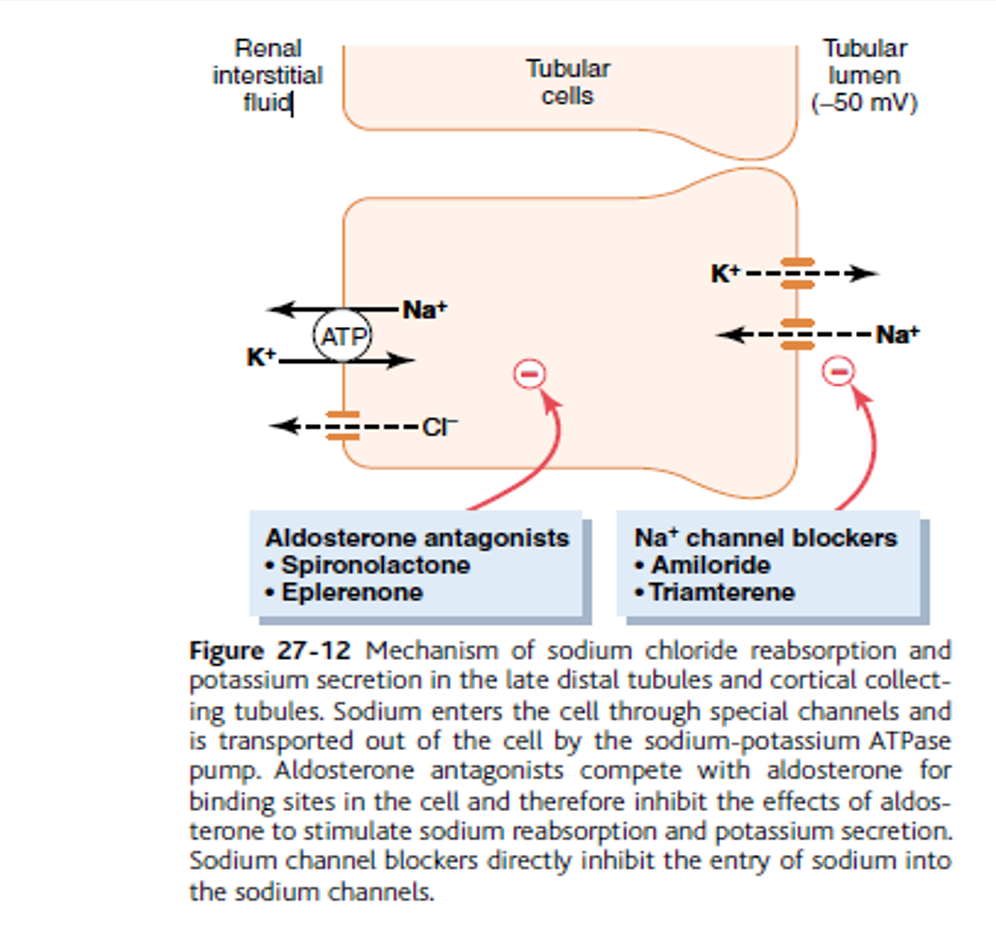 Renal
interstitial
fluid
Tubular
cells
Tubular
lumen
(–50 mV)
K+
Na+
Na+
ATP
K+
Cl–
Aldosterone antagonists
• Spironolactone
• Eplerenone
Na+ channel blockers
• Amiloride
• Triamterene
Figure 27-12 Mechanism of sodium chloride reabsorption and
potassium secretion in the late distal tubules and cortical collect-
ing tubules. Sodium enters the cell through special channels and
is transported out of the cell by the sodium-potassium ATPase
pump. Aldosterone antagonists compete with aldosterone for
binding sites in the cell and therefore inhibit the effects of aldos-
terone to stimulate sodium reabsorption and potassium secretion.
Sodium channel blockers directly inhibit the entry of sodium into
the sodium channels.